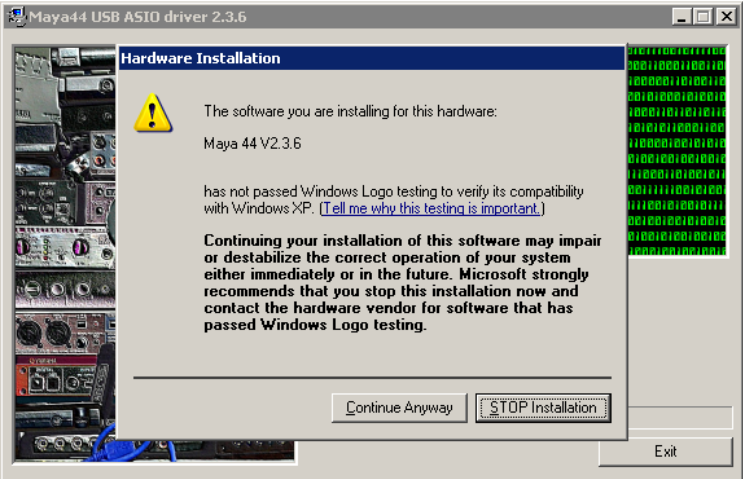 Maya44 USB ASIO driver 2.3.6
Hardware Installation
The software you are installing for this hardware:
Maya 44 V2.3.6
has not passed Windows Logo testing to verify its compatibility
with Windows XP. (Tell me why this testing is important.)
Continuing your installation of this software may impair
or destabilize the correct operation of your system
either immediately or in the future. Microsoft strongly
recommends that you stop this installation now and
contact the hardware vendor for software that has
passed Windows Logo testing.
Continue Anyway
STOP Installation
Exit